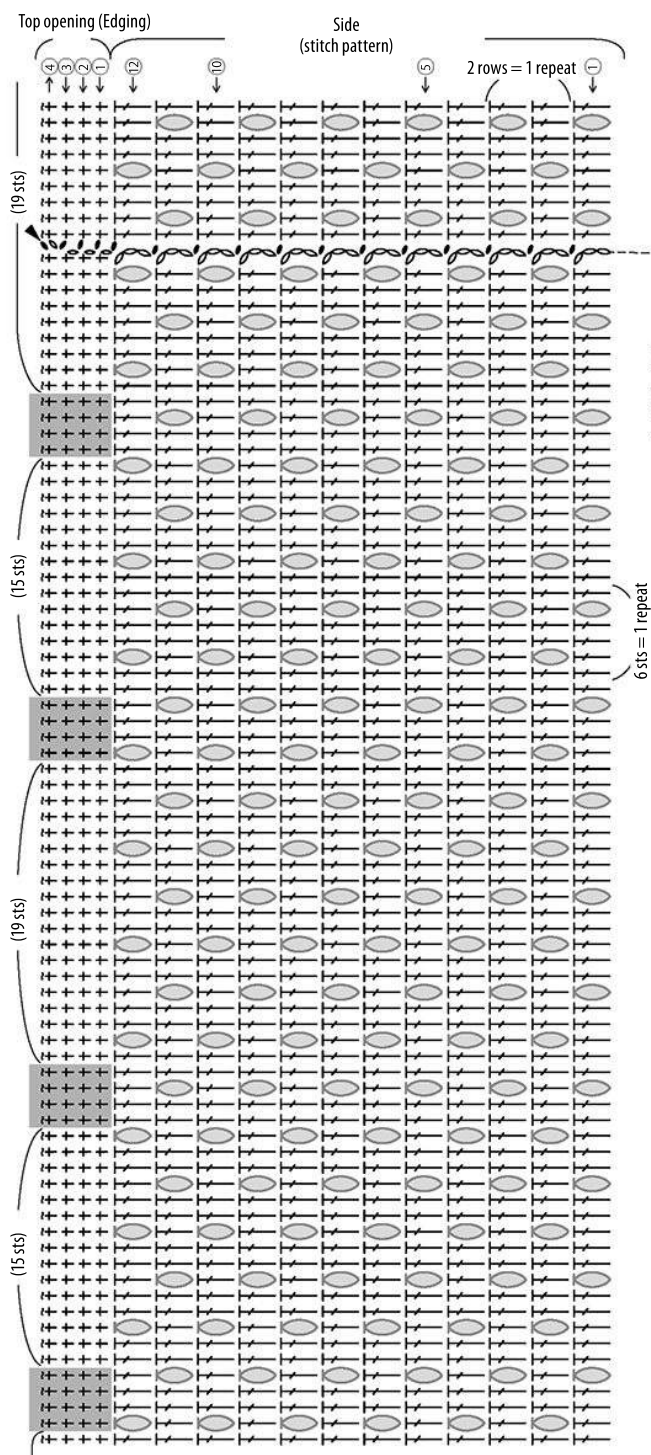 Top opening (Edging)
Side
(stitch pattern)
④ ③ ② ① ⑫ ⑩ ⑤ 2 rows = 1 repeat ①
(19 sts)
(15 sts)
6 sts = 1 repeat
(19 sts)
(15 sts)